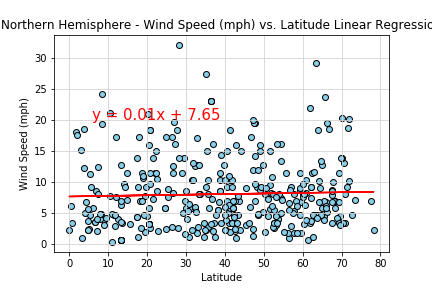 Northern Hemisphere - Wind Speed (mph) vs. Latitude Linear Regressio
35
30
25
20
15
10
5
0
Wind Speed (mph)
y = 0.01x + 7.65
0 10 20 30 40 50 60 70 80
Latitude